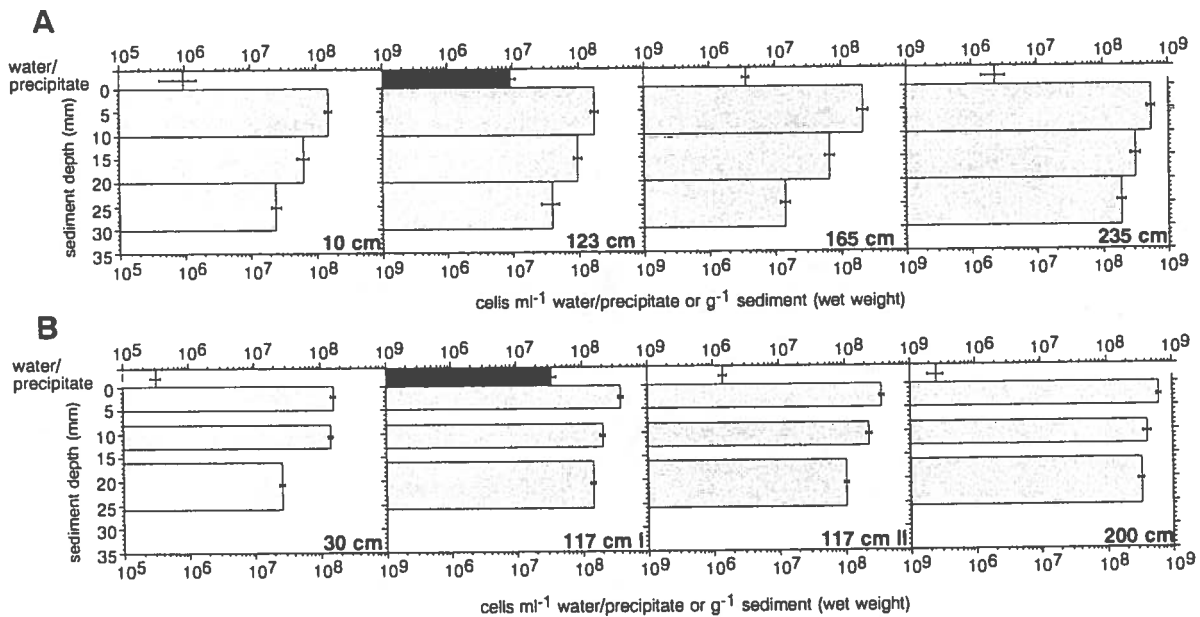 A
10⁵ 10⁶ 10⁷ 10⁸ 10⁹ 10⁶ 10⁷ 10⁸ 10⁹ 10⁶ 10⁷ 10⁸ 10⁹ 10⁶ 10⁷ 10⁸ 10⁹
water/
precipitate
0
5
10
15
20
25
30
35
sediment depth (mm)
10 cm 123 cm 165 cm 235 cm
10⁵ 10⁶ 10⁷ 10⁸ 10⁹ 10⁶ 10⁷ 10⁸ 10⁹ 10⁶ 10⁷ 10⁸ 10⁹ 10⁶ 10⁷ 10⁸ 10⁹
cells ml⁻¹ water/precipitate or g⁻¹ sediment (wet weight)
B
10⁵ 10⁶ 10⁷ 10⁸ 10⁹ 10⁶ 10⁷ 10⁸ 10⁹ 10⁶ 10⁷ 10⁸ 10⁹ 10⁶ 10⁷ 10⁸ 10⁹
water/
precipitate
0
5
10
15
20
25
30
35
sediment depth (mm)
30 cm 117 cm I 117 cm II 200 cm
10⁵ 10⁶ 10⁷ 10⁸ 10⁹ 10⁶ 10⁷ 10⁸ 10⁹ 10⁶ 10⁷ 10⁸ 10⁹ 10⁶ 10⁷ 10⁸ 10⁹
cells ml⁻¹ water/precipitate or g⁻¹ sediment (wet weight)